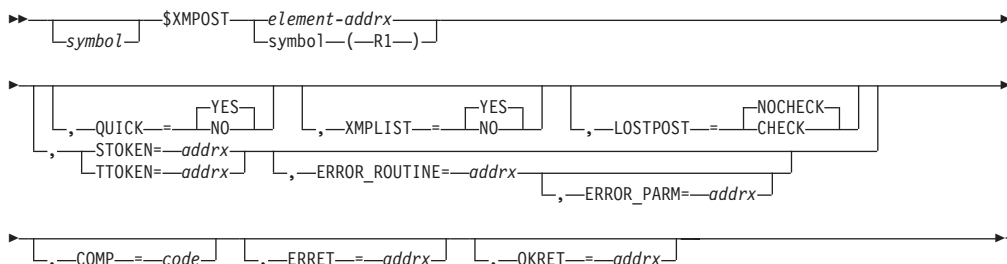 $XMPOST element-addrx
symbol symbol ( R1 )
YES YES NOCHECK
, QUICK = NO , XMPLIST = NO , LOSTPOST = CHECK
, STOKEN= addrx
TTOKEN= addrx , ERROR_ROUTINE= addrx
, ERROR_PARM= addrx
, COMP = code , ERRET = addrx , OKRET = addrx